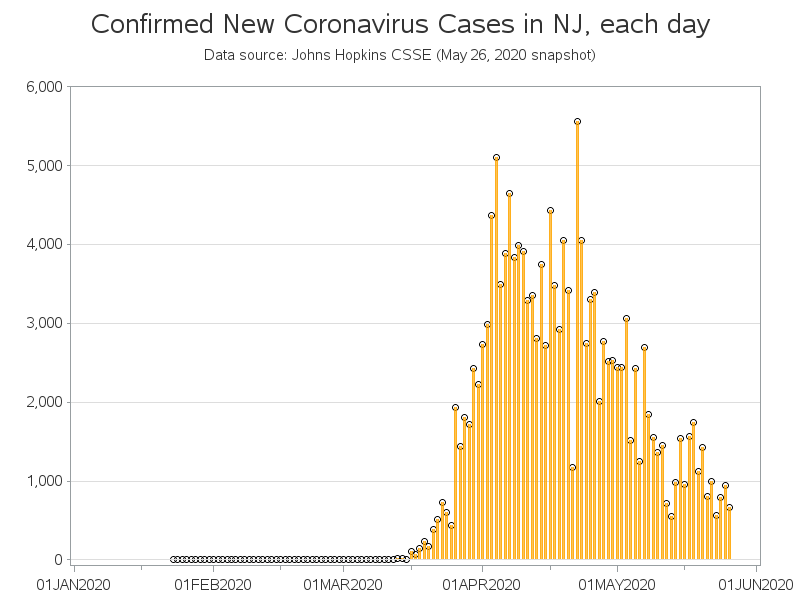 Confirmed New Coronavirus Cases in NJ, each day
Data source: Johns Hopkins CSSE (May 26, 2020 snapshot)
6,000
5,000
4,000
3,000
2,000
1,000
0
01JAN2020 01FEB2020 01MAR2020 01APR2020 01MAY2020 01JUN2020